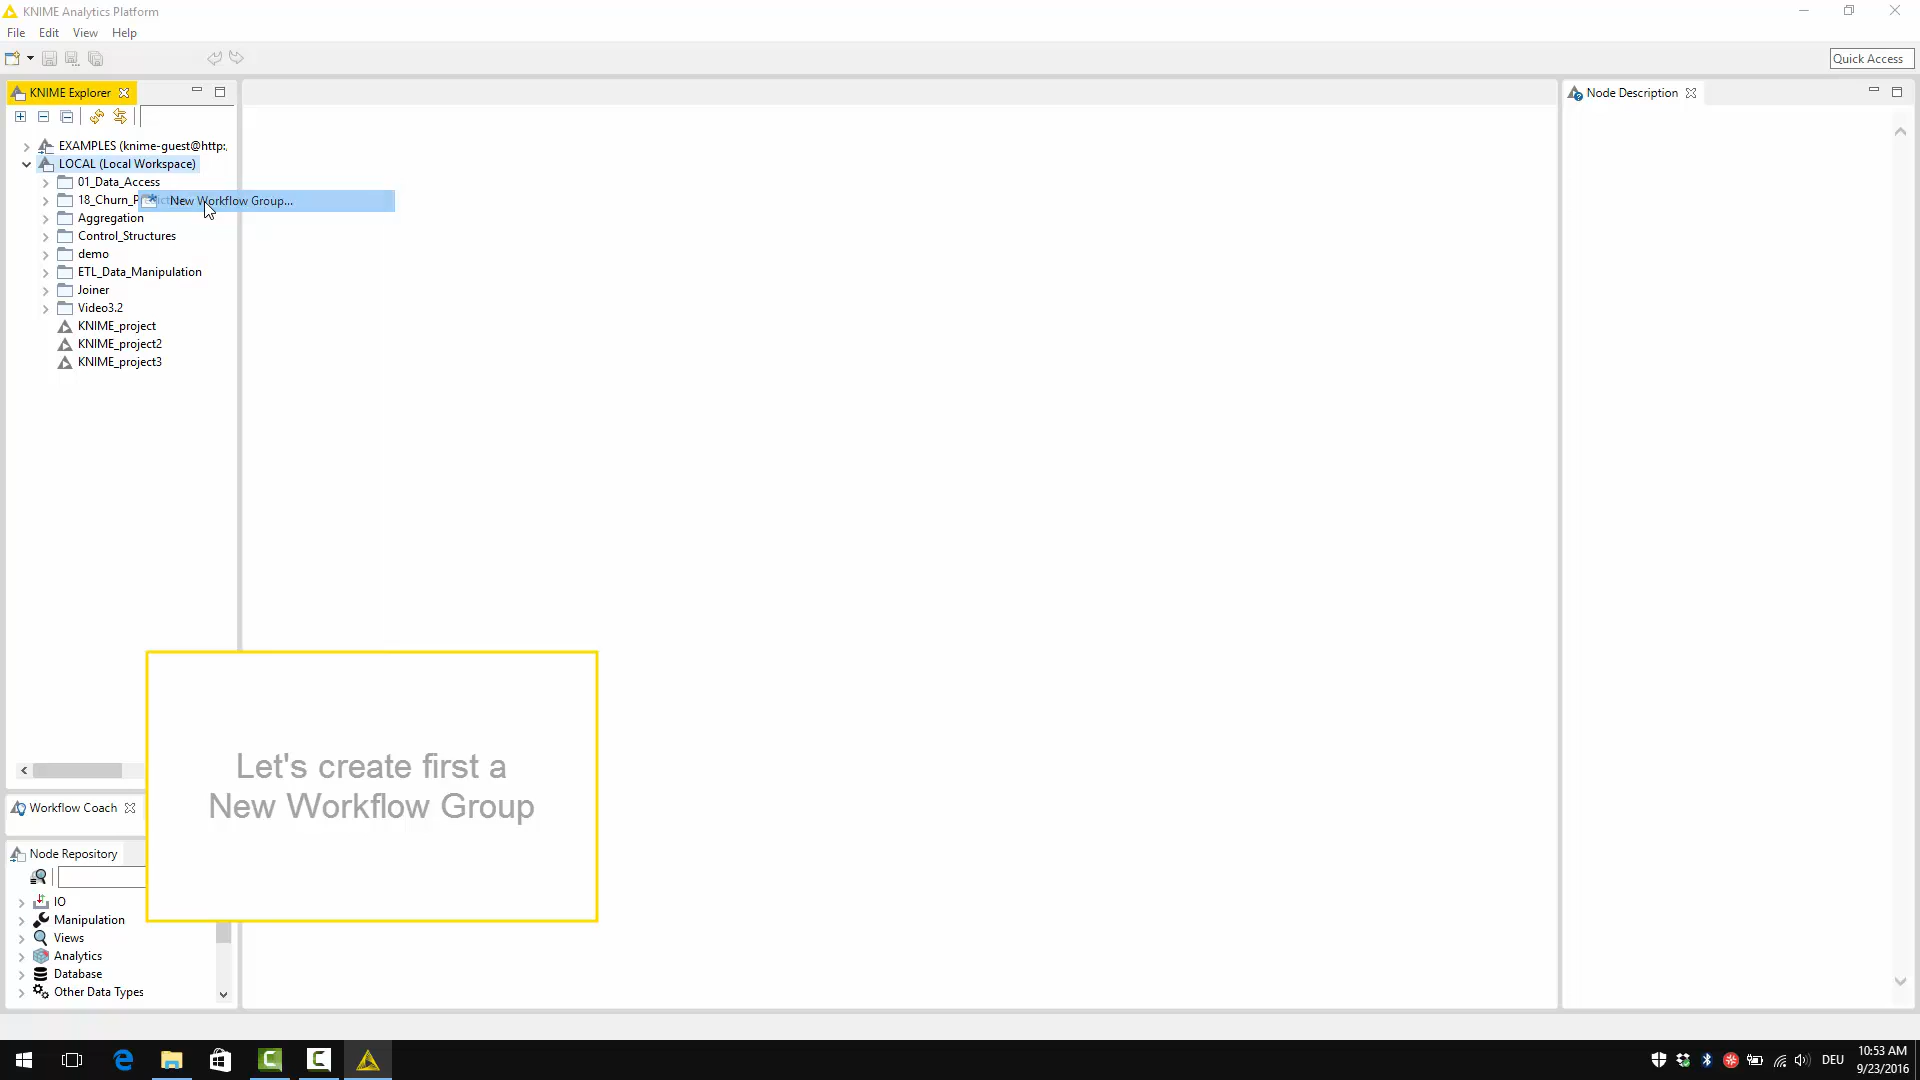 KNIME Analytics Platform
File Edit View Help
Quick Access
KNIME Explorer
Node Description
EXAMPLES (knime-guest@http:
LOCAL (Local Workspace)
01_Data_Access
18_Churn_P
New Workflow Group...
Aggregation
Control_Structures
demo
ETL_Data_Manipulation
Joiner
Video3.2
KNIME_project
KNIME_project2
KNIME_project3
Let's create first a
New Workflow Group
Workflow Coach
Node Repository
IO
Manipulation
Views
Analytics
Database
Other Data Types
DEU
10:53 AM
9/23/2016